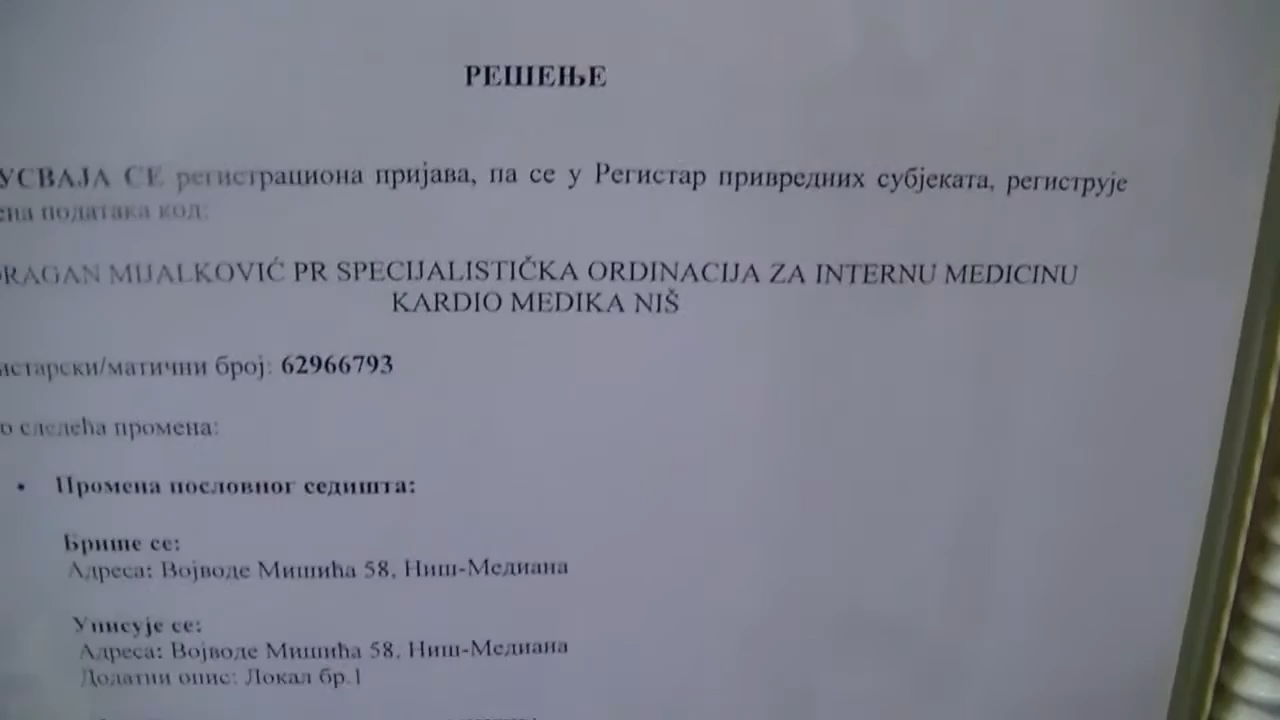 РЕШЕЊЕ
УСВАЈА СЕ регистрациона пријава, па се у Регистар привредних субјеката, региструје
података код:
MIJALKOVIĆ PR SPECIJALISTIČKA ORDINACIJA ZA INTERNU MEDICINU
KARDIO MEDIKA NIŠ
број: 62966793
следећа промена:
• Промена пословног седишта:
Брише се:
Адреса: Војводе Мишића 58, Ниш-Медиана
Уписује се:
Адреса: Војводе Мишића 58, Ниш-Медиана
Додатни опис: Локал бр.1